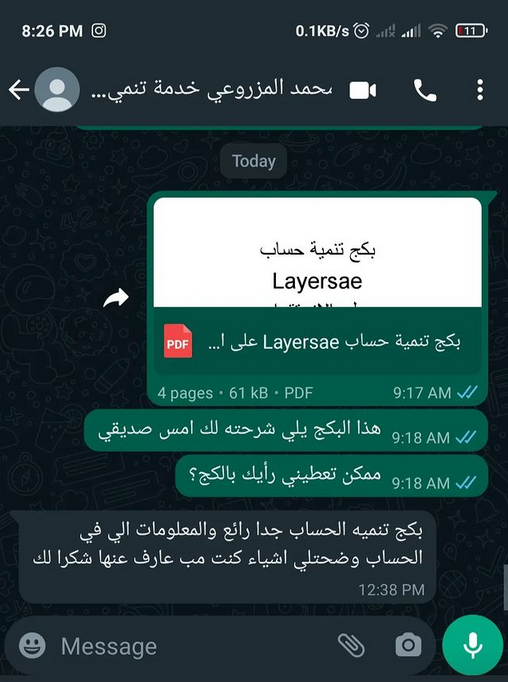 8:26 PM
0.1KB/s
11
محمد المزروعي خدمة تنمي...
Today
بكج تنمية حساب
Layersae
بكج تنمية حساب Layersae على ا...
PDF
4 pages • 61 kB • PDF
9:17 AM
هذا البكج يلي شرحته لك امس صديقي
9:18 AM
ممكن تعطيني رأيك بالكج؟
9:18 AM
بكج تنميه الحساب جدا رائع والمعلومات الي في
الحساب وضحتلي اشياء كنت مب عارف عنها شكرا لك
12:38 PM
Message